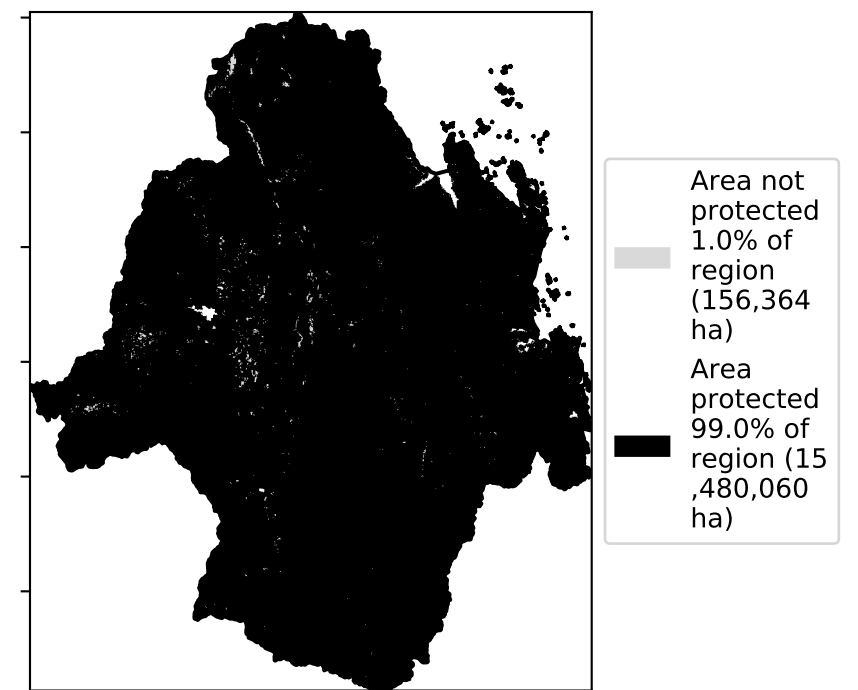 Area not
protected
1.0% of
region
(156,364
ha)
Area
protected
99.0% of
region (15
,480,060
ha)